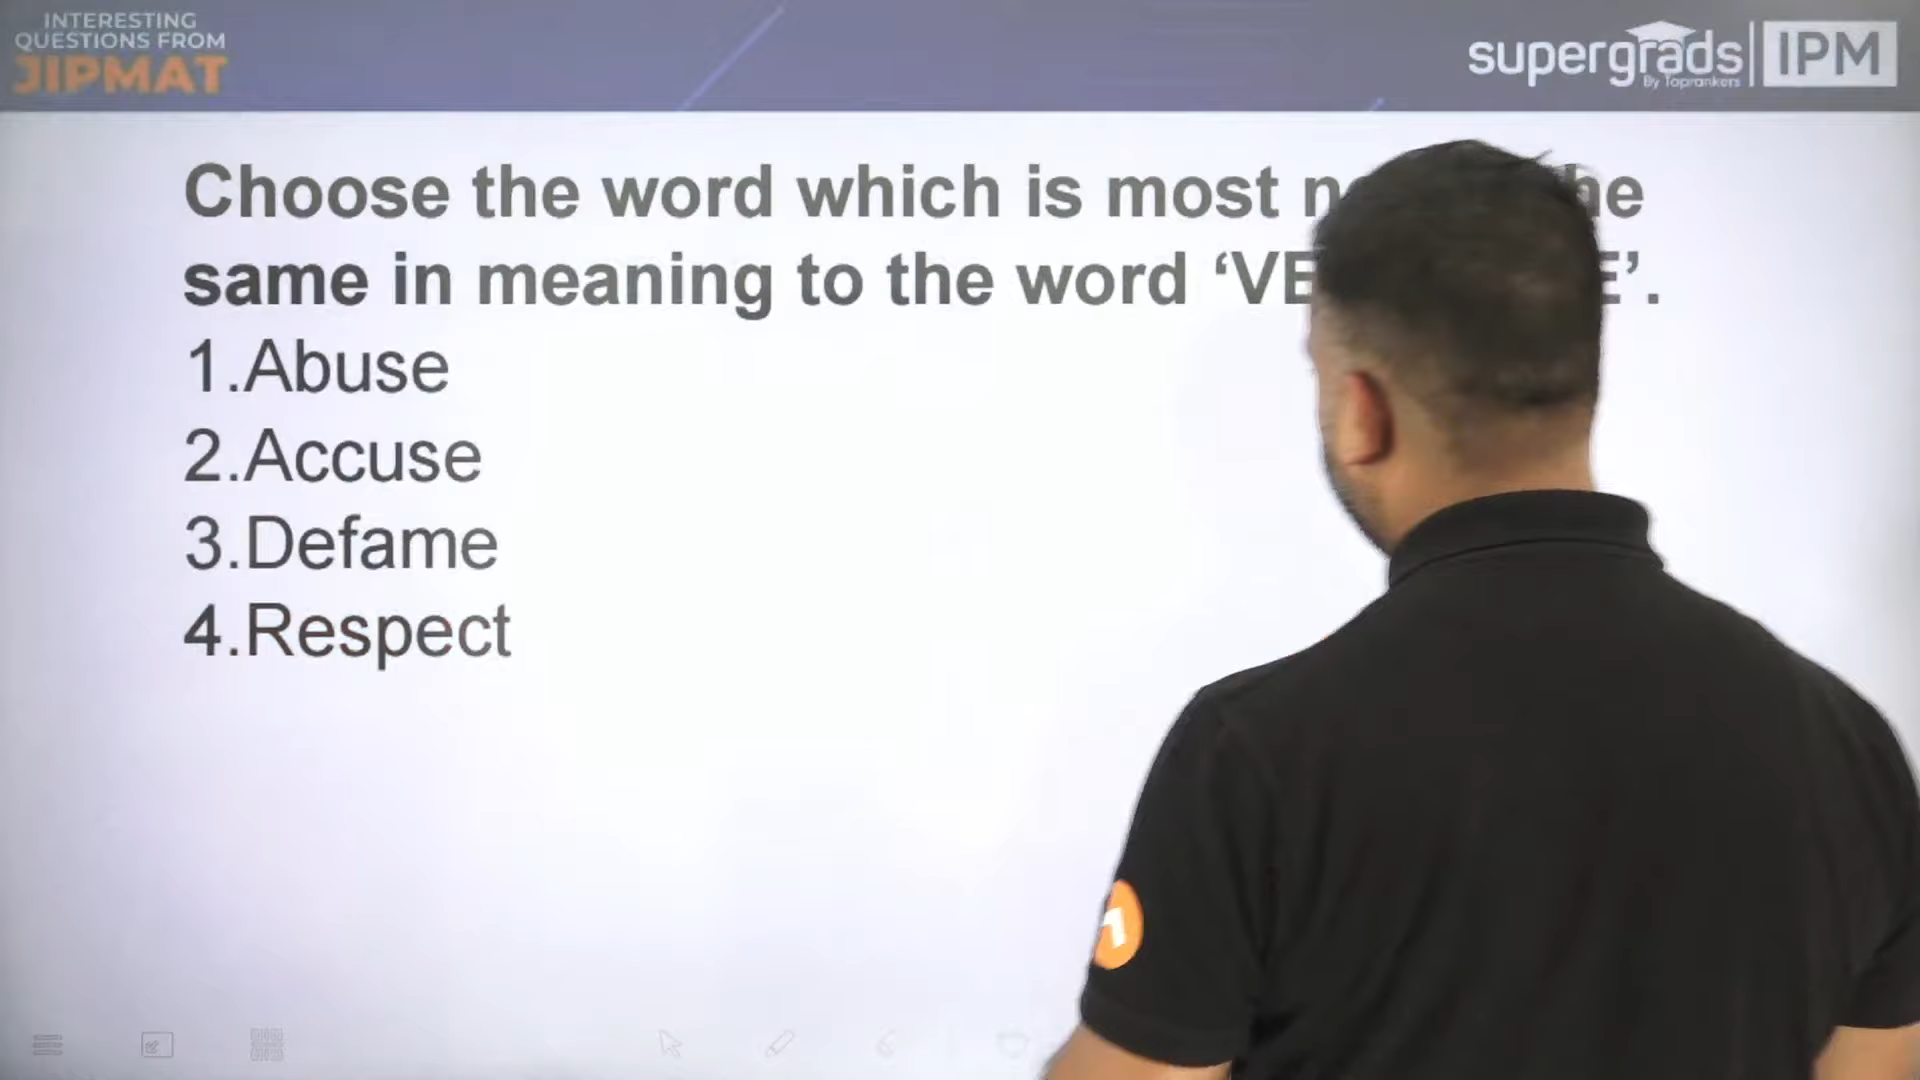 INTERESTING
QUESTIONS FROM
JIPMAT
supergrads
By Toprankers
IPM
Choose the word which is most
same in meaning to the word
1.Abuse
2.Accuse
3.Defame
4.Respect